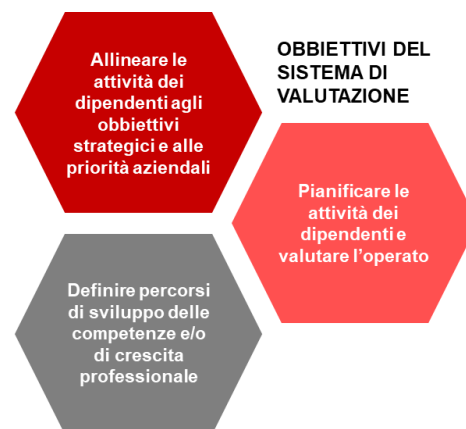 OBBIETTIVI DEL
SISTEMA DI
VALUTAZIONE
Allineare le
attività dei
dipendenti agli
obbiettivi
strategici e alle
priorità aziendali
Pianificare le
attività dei
dipendenti e
valutare l'operato
Definire percorsi
di sviluppo delle
competenze e/o
di crescita
professionale